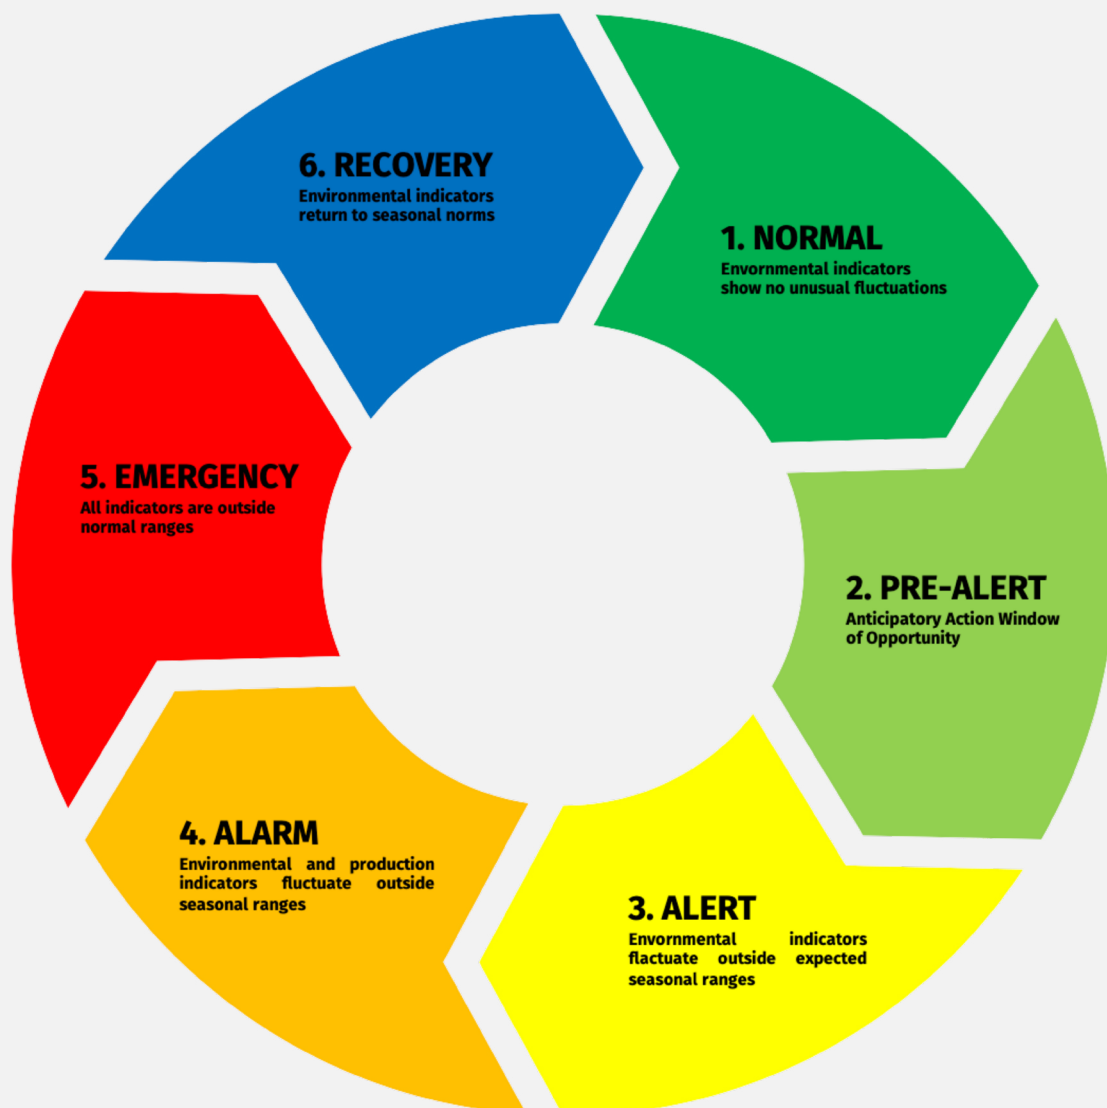 6. RECOVERY
Environmental indicators
return to seasonal norms
1. NORMAL
Envornmental indicators
show no unusual fluctuations
5. EMERGENCY
All indicators are outside
normal ranges
2. PRE-ALERT
Anticipatory Action Window
of Opportunity
4. ALARM
Environmental and production
indicators fluctuate outside
seasonal ranges
3. ALERT
Envornmental indicators
flactuate outside expected
seasonal ranges